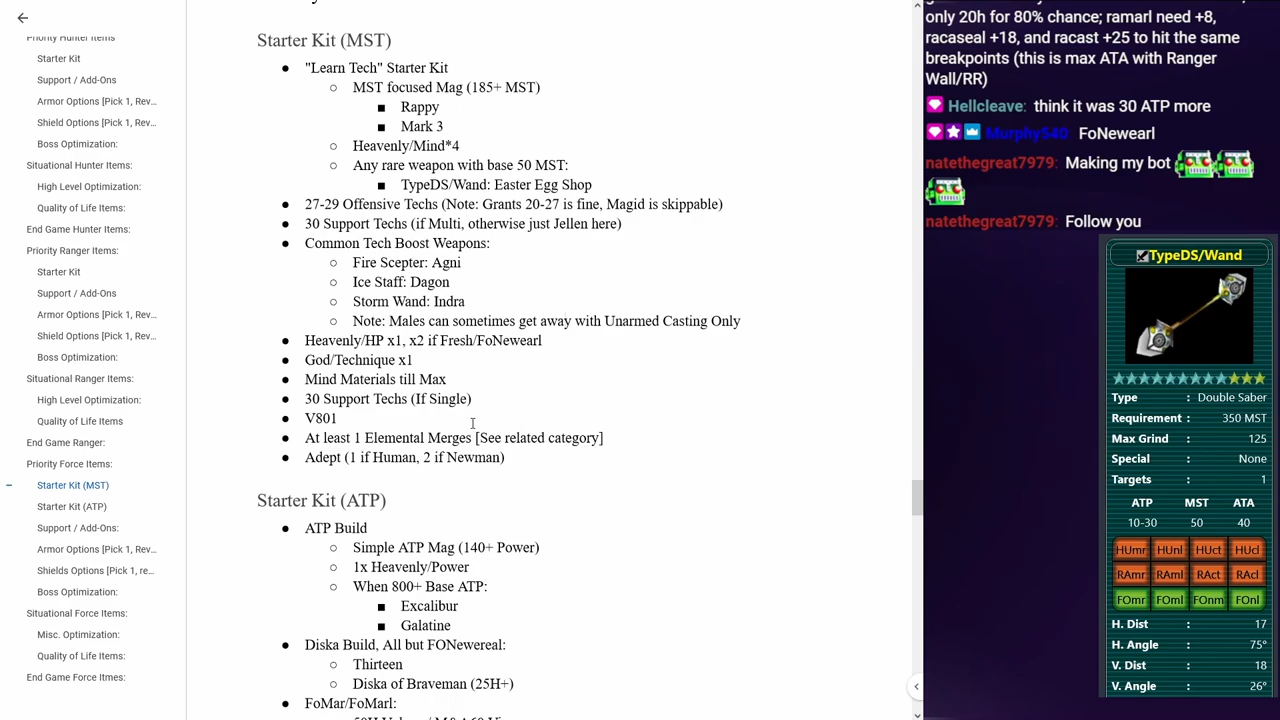 Priority Hunter Items
Starter Kit
Support / Add-Ons
Armor Options [Pick 1, Rev...
Shield Options [Pick 1, Rev...
Boss Optimization:
Situational Hunter Items:
High Level Optimization:
Quality of Life Items:
End Game Hunter Items:
Priority Ranger Items:
Starter Kit
Support / Add-Ons:
Armor Options [Pick 1, Rev...
Shield Options [Pick 1, Rev...
Boss Optimization:
Situational Ranger Items:
High Level Optimization:
Quality of Life Items
End Game Ranger:
Priority Force Items:
Starter Kit (MST)
Starter Kit (ATP)
Support / Add-Ons:
Armor Options [Pick 1, Rev...
Shields Options [Pick 1, re...
Boss Optimization:
Situational Force Items:
Misc. Optimization:
Quality of Life Items:
End Game Force Itmes:
Starter Kit (MST)
● "Learn Tech" Starter Kit
○ MST focused Mag (185+ MST)
■ Rappy
■ Mark 3
○ Heavenly/Mind*4
○ Any rare weapon with base 50 MST:
■ TypeDS/Wand: Easter Egg Shop
● 27-29 Offensive Techs (Note: Grants 20-27 is fine, Magid is skippable)
● 30 Support Techs (if Multi, otherwise just Jellen here)
● Common Tech Boost Weapons:
○ Fire Scepter: Agni
○ Ice Staff: Dagon
○ Storm Wand: Indra
○ Note: Males can sometimes get away with Unarmed Casting Only
● Heavenly/HP x1, x2 if Fresh/FoNewearl
● God/Technique x1
● Mind Materials till Max
● 30 Support Techs (If Single)
● V801
● At least 1 Elemental Merges [See related category]
● Adept (1 if Human, 2 if Newman)
Starter Kit (ATP)
● ATP Build
○ Simple ATP Mag (140+ Power)
○ 1x Heavenly/Power
○ When 800+ Base ATP:
■ Excalibur
■ Galatine
● Diska Build, All but FONewereal:
○ Thirteen
○ Diska of Braveman (25H+)
● FoMar/FoMarl:
only 20h for 80% chance; ramarl need +8,
racaseal +18, and racast +25 to hit the same
breakpoints (this is max ATA with Ranger
Wall/RR)
Hellcleave: think it was 30 ATP more
Murphy540: FoNewearl
natethegreat7979: Making my bot
natethegreat7979: Follow you
TypeDS/Wand
Type : Double Saber
Requirement : 350 MST
Max Grind : 125
Special : None
Targets : 1
ATP MST ATA
10-30 50 40
HUmr HUnl HUct HUcl
RAmr RAml RAct RAcl
FOmr FOml FOnm FOnl
H. Dist : 17
H. Angle : 75°
V. Dist : 18
V. Angle : 26°